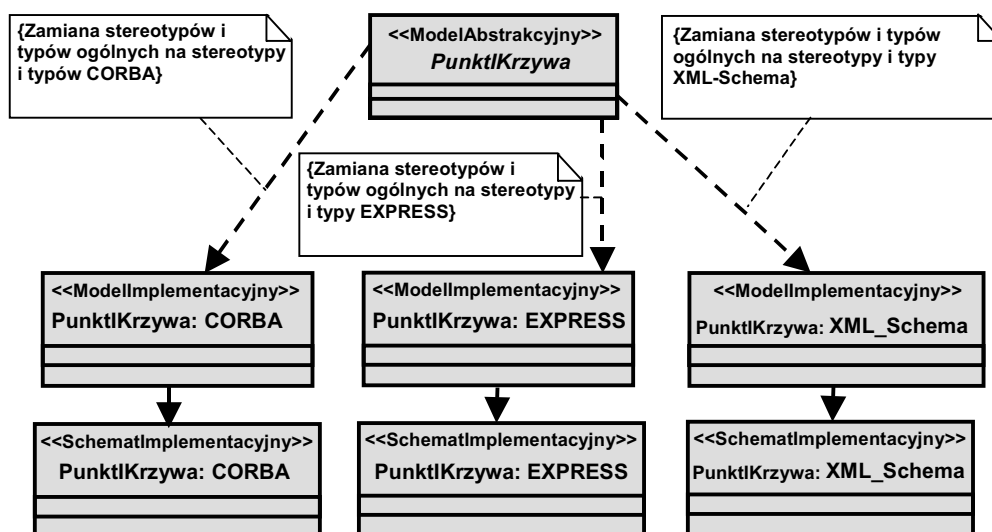 {Zamiana stereotypów i
typów ogólnych na stereotypy
i typów CORBA}
<<ModelAbstrakcyjny>>
PunktIKrzywa
{Zamiana stereotypów i typów
ogólnych na stereotypy i typy
XML-Schema}
{Zamiana stereotypów i
typów ogólnych na stereotypy
i typy EXPRESS}
<<ModelImplementacyjny>>
PunktIKrzywa: CORBA
<<ModelImplementacyjny>>
PunktIKrzywa: EXPRESS
<<ModelImplementacyjny>>
PunktIKrzywa: XML_Schema
<<SchematImplementacyjny>>
PunktIKrzywa: CORBA
<<SchematImplementacyjny>>
PunktIKrzywa: EXPRESS
<<SchematImplementacyjny>>
PunktIKrzywa: XML_Schema